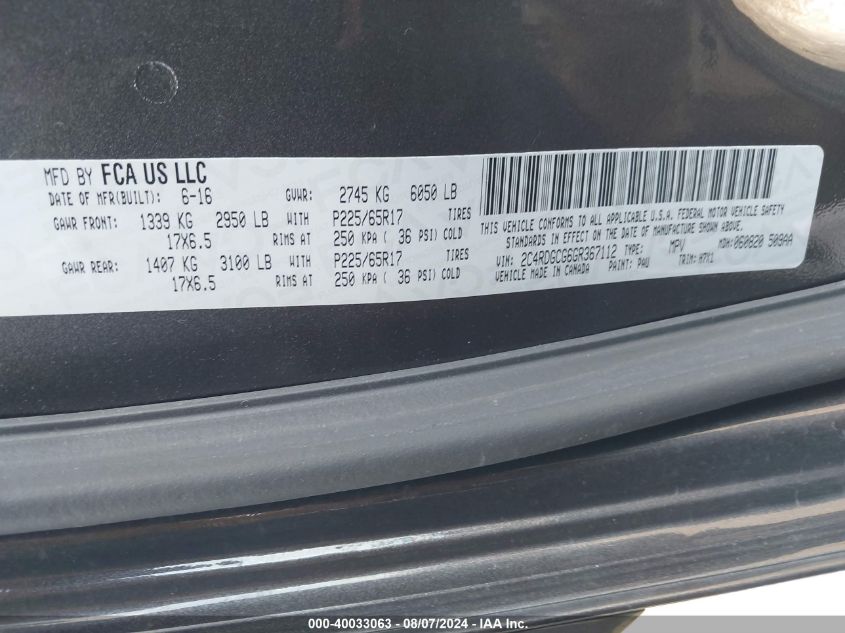 MFD BY FCA US LLC
DATE OF MFR(BUILT): 6-16 GVWR: 2745 KG 6050 LB
GAWR FRONT: 1339 KG 2950 LB WITH P225/65R17 TIRES
17X6.5 RIMS AT 250 KPA ( 36 PSI) COLD
GAWR REAR: 1407 KG 3100 LB WITH P225/65R17 TIRES
17X6.5 RIMS AT 250 KPA ( 36 PSI) COLD
THIS VEHICLE CONFORMS TO ALL APPLICABLE U.S.A. FEDERAL MOTOR VEHICLE SAFETY
STANDARDS IN EFFECT ON THE DATE OF MANUFACTURE SHOWN ABOVE.
VIN: 2C4RDGCG6GR367112 TYPE: MPV MDH: 060820 509AA
VEHICLE MADE IN CANADA PAINT: PAU TRIM: H7X1
000-40033063 - 08/07/2024 - IAA Inc.